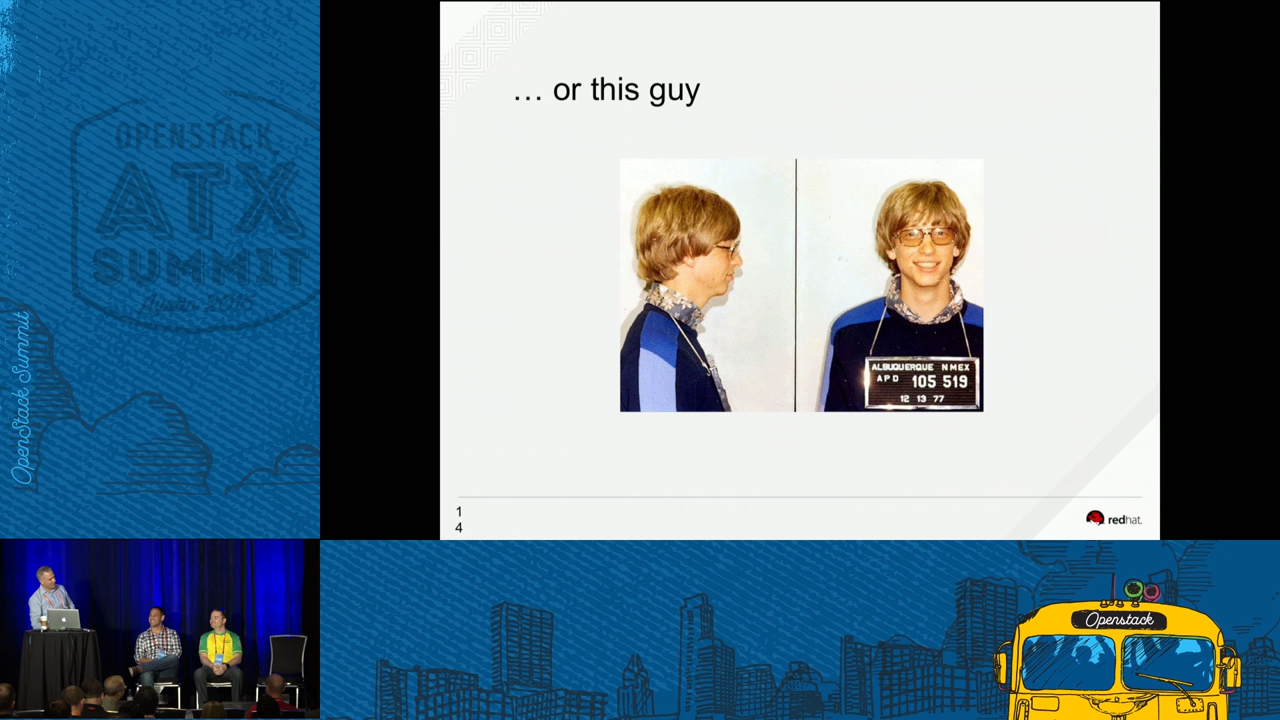 OPENSTACK
ATX
SUMMIT
Austin
OpenStack Summit
… or this guy
ALBUQUERQUE N MEX
APD 105 519
12 13 77
1
4
redhat.
Openstack